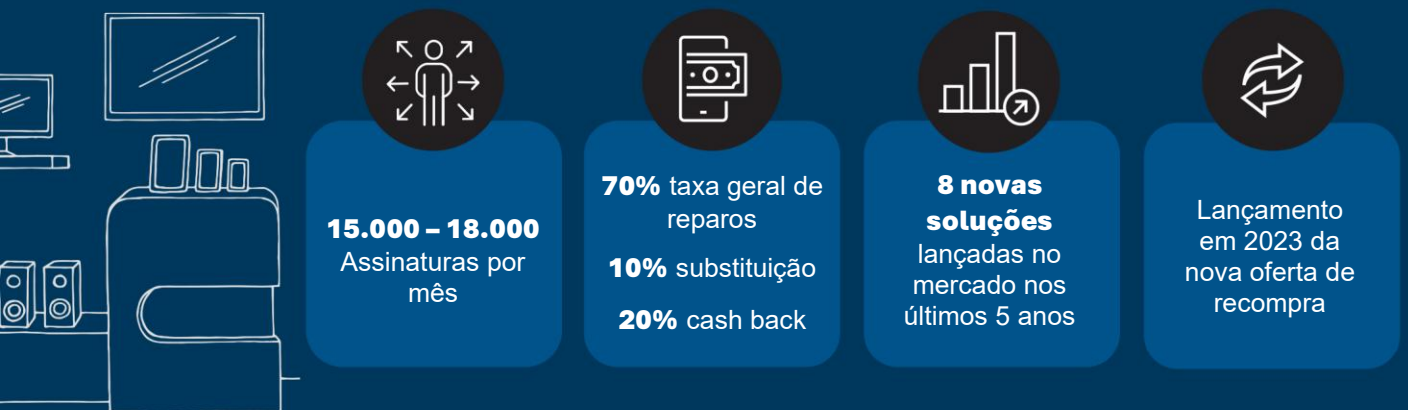 15.000 – 18.000
Assinaturas por
mês
70% taxa geral de
reparos
10% substituição
20% cash back
8 novas
soluções
lançadas no
mercado nos
últimos 5 anos
Lançamento
em 2023 da
nova oferta de
recompra